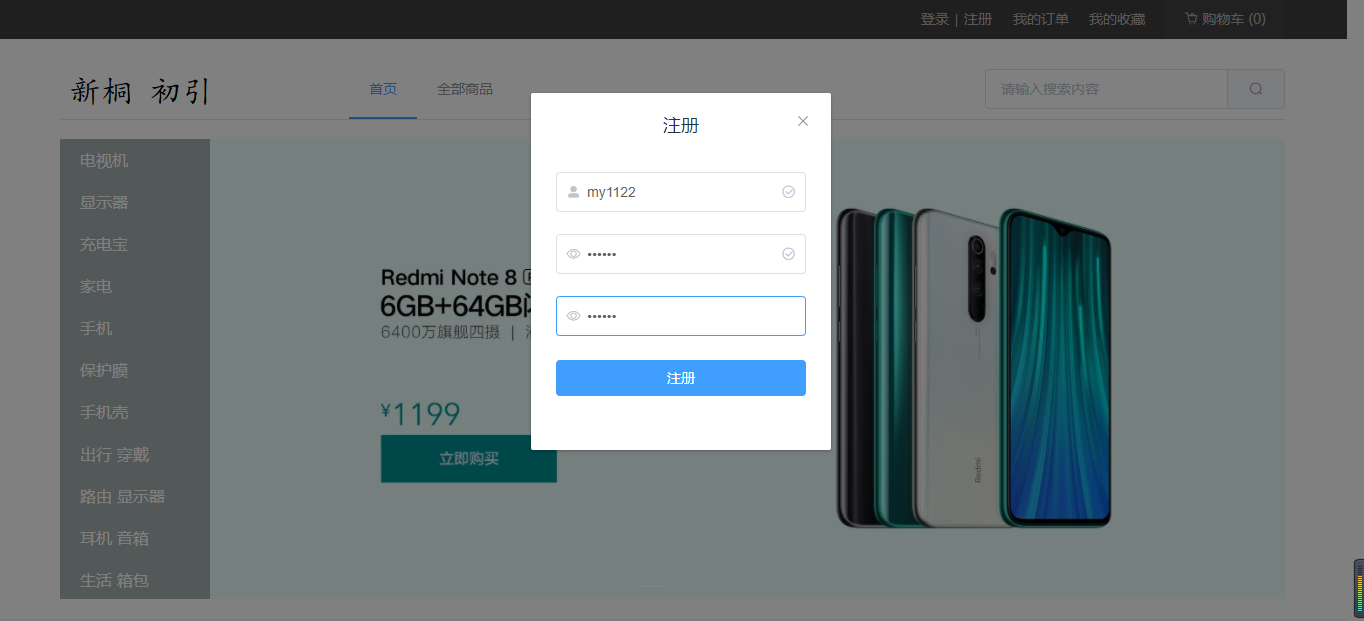 登录 | 注册 我的订单 我的收藏 购物车 (0)
新桐 初引
首页 全部商品
请输入搜索内容
电视机
显示器
充电宝
家电
手机
保护膜
手机壳
出行 穿戴
路由 显示器
耳机 音箱
生活 箱包
Redmi Note 8
6GB+64GB
6400万旗舰四摄 |
¥1199
立即购买
注册
my1122
••••••
••••••
注册
Redmi